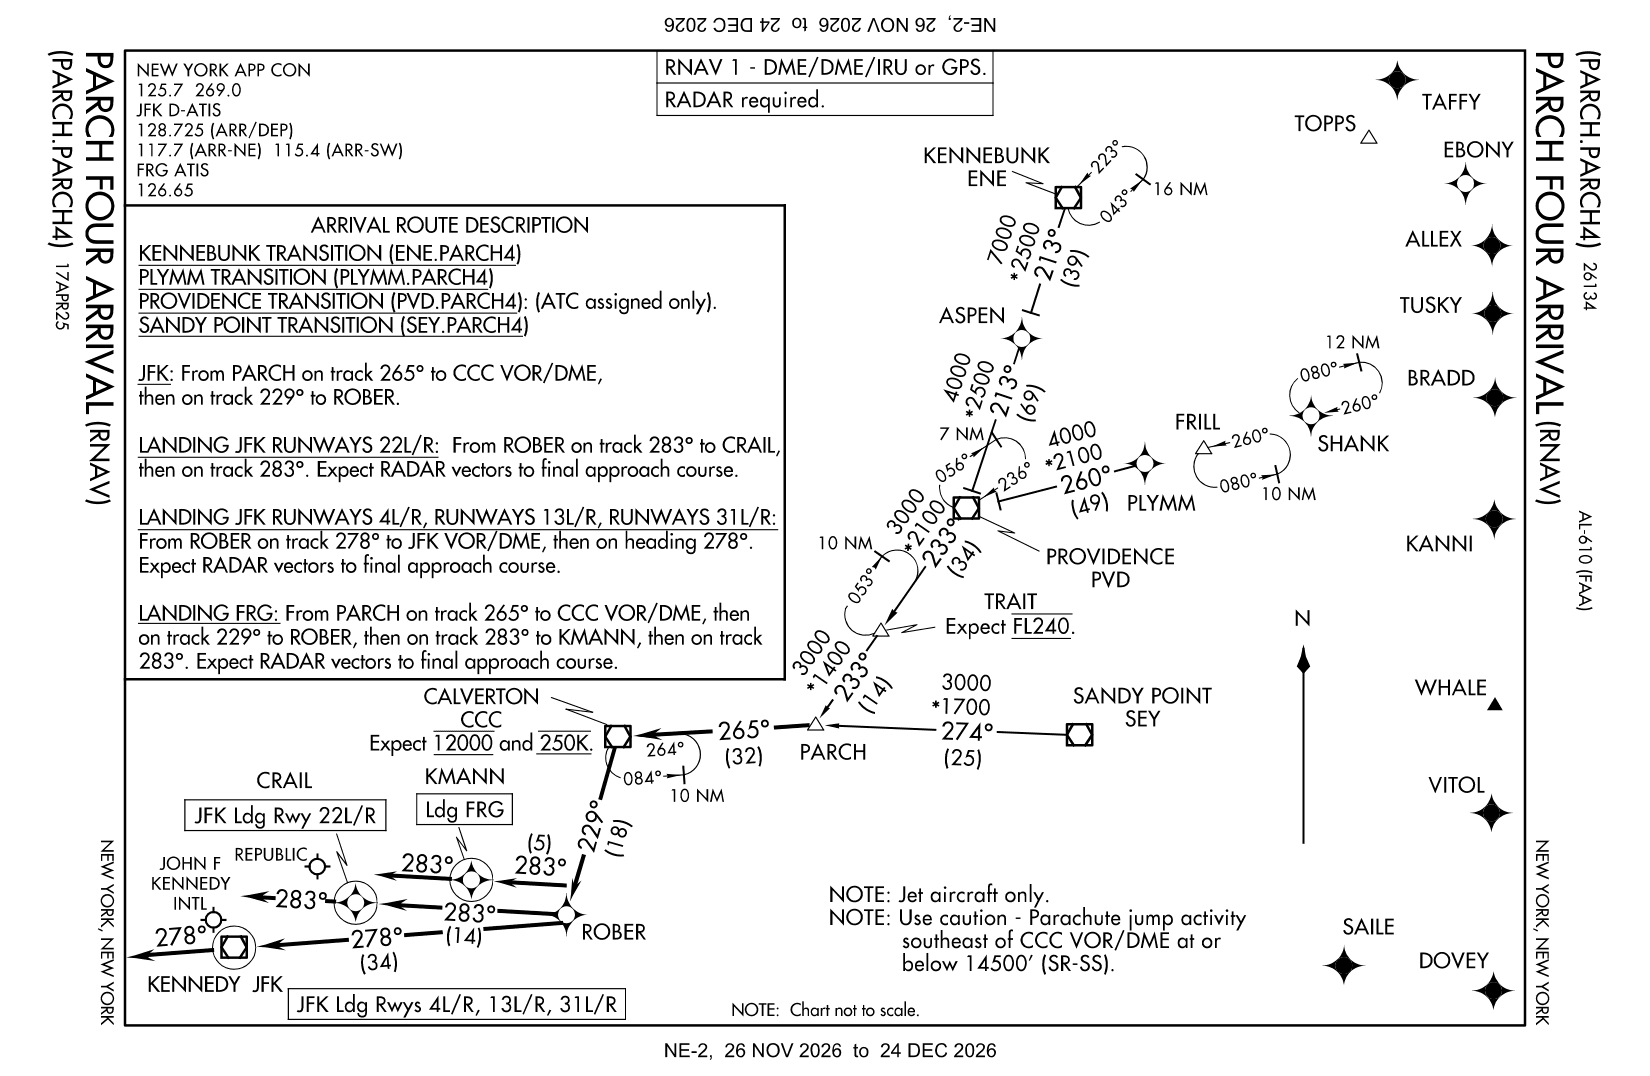 NE-2, 26 NOV 2026 to 24 DEC 2026
(PARCH.PARCH4) 17APR25
PARCH FOUR ARRIVAL (RNAV)
NEW YORK, NEW YORK
PARCH FOUR ARRIVAL (RNAV)
(PARCH.PARCH4) 26134
AL-610 (FAA)
NEW YORK, NEW YORK
NEW YORK APP CON
125.7 269.0
JFK D-ATIS
128.725 (ARR/DEP)
117.7 (ARR-NE) 115.4 (ARR-SW)
FRG ATIS
126.65
RNAV 1 - DME/DME/IRU or GPS.
RADAR required.
ARRIVAL ROUTE DESCRIPTION
KENNEBUNK TRANSITION (ENE.PARCH4)
PLYMM TRANSITION (PLYMM.PARCH4)
PROVIDENCE TRANSITION (PVD.PARCH4): (ATC assigned only).
SANDY POINT TRANSITION (SEY.PARCH4)
JFK: From PARCH on track 265° to CCC VOR/DME,
then on track 229° to ROBER.
LANDING JFK RUNWAYS 22L/R: From ROBER on track 283° to CRAIL,
then on track 283°. Expect RADAR vectors to final approach course.
LANDING JFK RUNWAYS 4L/R, RUNWAYS 13L/R, RUNWAYS 31L/R:
From ROBER on track 278° to JFK VOR/DME, then on heading 278°.
Expect RADAR vectors to final approach course.
LANDING FRG: From PARCH on track 265° to CCC VOR/DME, then
on track 229° to ROBER, then on track 283° to KMANN, then on track
283°. Expect RADAR vectors to final approach course.
TAFFY
TOPPS
EBONY
ALLEX
TUSKY
BRADD
KANNI
WHALE
VITOL
SAILE
DOVEY
KENNEBUNK
ENE
223°
043°
16 NM
7000
*2500
213°
(39)
ASPEN
4000
*2500
213°
(69)
12 NM
080°
260°
SHANK
FRILL
260°
080°
10 NM
7 NM
056°
236°
4000
*2100
260°
(49)
PLYMM
PROVIDENCE
PVD
3000
*2100
233°
(34)
10 NM
053°
TRAIT
Expect FL240.
3000
*1400
233°
(14)
3000
*1700
274°
(25)
SANDY POINT
SEY
PARCH
265°
(32)
CALVERTON
CCC
Expect 12000 and 250K.
264°
084°
10 NM
229°
(18)
CRAIL
JFK Ldg Rwy 22L/R
KMANN
Ldg FRG
(5)
283°
283°
REPUBLIC
JOHN F
KENNEDY
INTL
283°
283°
(14)
ROBER
278°
278°
(34)
KENNEDY JFK
JFK Ldg Rwys 4L/R, 13L/R, 31L/R
N
NOTE: Jet aircraft only.
NOTE: Use caution - Parachute jump activity
southeast of CCC VOR/DME at or
below 14500' (SR-SS).
NOTE: Chart not to scale.
NE-2, 26 NOV 2026 to 24 DEC 2026